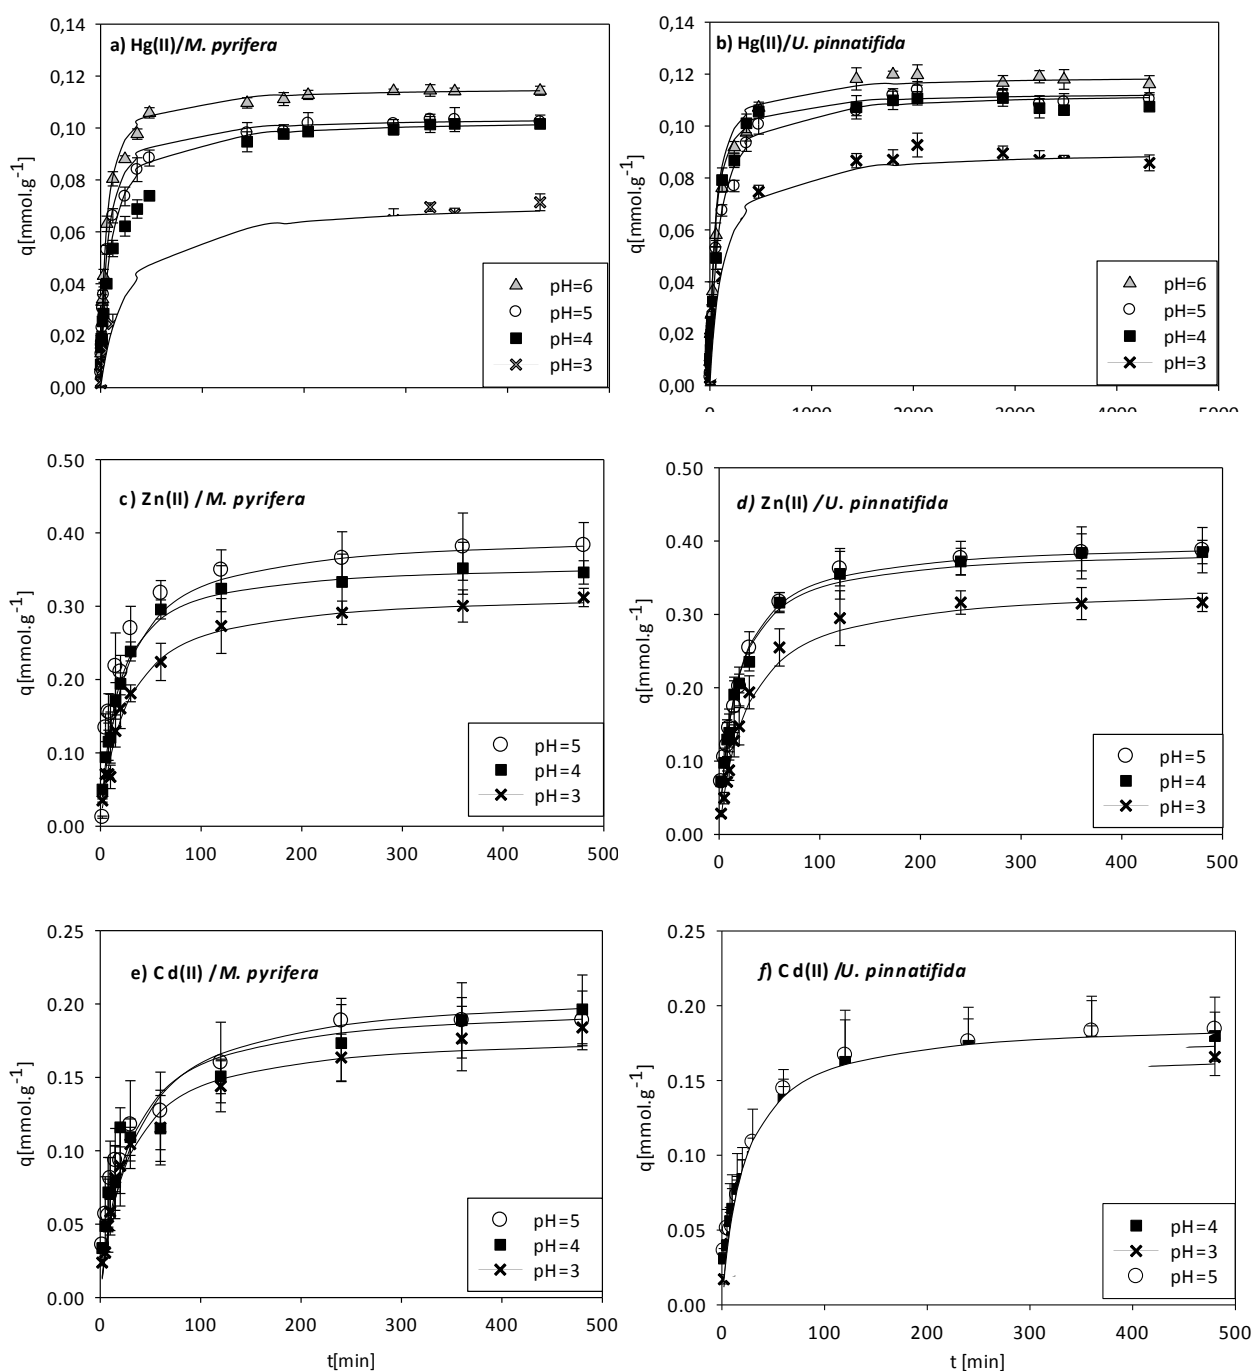 a) Hg(II)/M. pyrifera
q[mmol.g-1]
0,14
0,12
0,10
0,08
0,06
0,04
0,02
0,00
pH=6
pH=5
pH=4
pH=3
b) Hg(II)/U. pinnatifida
q[mmol.g-1]
0,14
0,12
0,10
0,08
0,06
0,04
0,02
0,00
pH=6
pH=5
pH=4
pH=3
0 1000 2000 3000 4000 5000
c) Zn(II) /M. pyrifera
q[mmol.g-1]
0.50
0.40
0.30
0.20
0.10
0.00
pH=5
pH=4
pH=3
0 100 200 300 400 500
d) Zn(II) /U. pinnatifida
q[mmol.g-1]
0.50
0.40
0.30
0.20
0.10
0.00
pH=5
pH=4
pH=3
0 100 200 300 400 500
e) Cd(II) /M. pyrifera
q[mmol.g-1]
0.25
0.20
0.15
0.10
0.05
0.00
pH=5
pH=4
pH=3
0 100 200 300 400 500
t[min]
f) Cd(II) /U. pinnatifida
q[mmol.g-1]
0.25
0.20
0.15
0.10
0.05
0.00
pH=4
pH=3
pH=5
0 100 200 300 400 500
t [min]